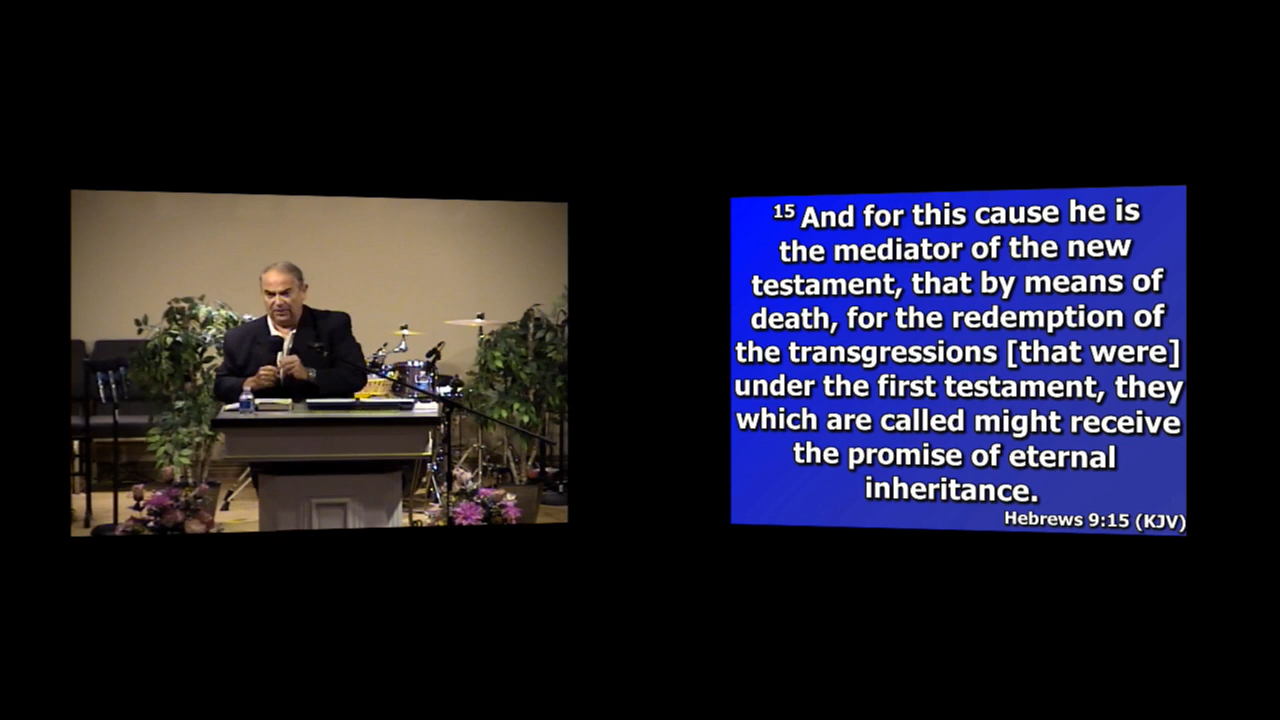 15 And for this cause he is
the mediator of the new
testament, that by means of
death, for the redemption of
the transgressions [that were]
under the first testament, they
which are called might receive
the promise of eternal
inheritance.
Hebrews 9:15 (KJV)